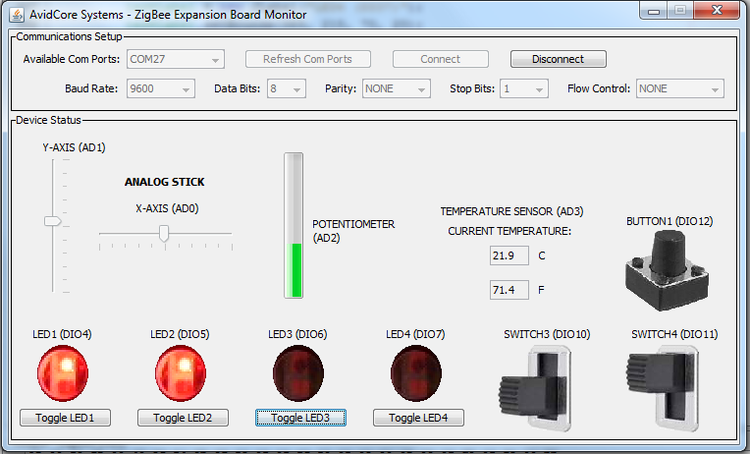 AvidCore Systems - ZigBee Expansion Board Monitor
Communications Setup
Available Com Ports: COM27 Refresh Com Ports Connect Disconnect
Baud Rate: 9600 Data Bits: 8 Parity: NONE Stop Bits: 1 Flow Control: NONE
Device Status
Y-AXIS (AD1)
ANALOG STICK
X-AXIS (AD0)
POTENTIOMETER
(AD2)
TEMPERATURE SENSOR (AD3)
CURRENT TEMPERATURE:
21.9 C
71.4 F
BUTTON1 (DIO12)
LED1 (DIO4) LED2 (DIO5) LED3 (DIO6) LED4 (DIO7) SWITCH3 (DIO10) SWITCH4 (DIO11)
Toggle LED1 Toggle LED2 Toggle LED3 Toggle LED4